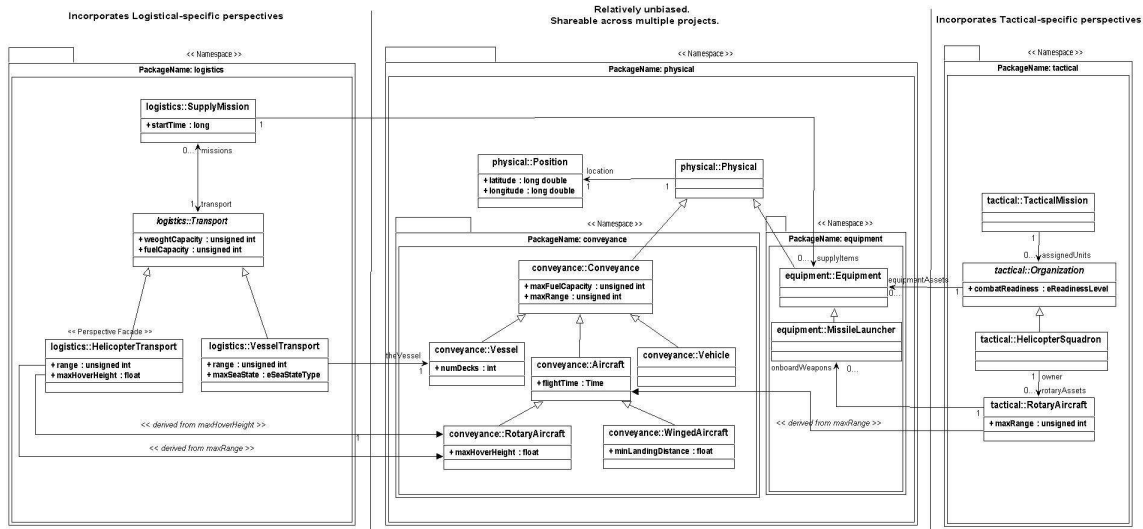 Incorporates Logistical-specific perspectives
Relatively unbiased.
Shareable across multiple projects.
Incorporates Tactical-specific perspectives
<< Namespace >>
PackageName: logistics
logistics::SupplyMission
+ startTime : long
1
0... missions
1 transport
logistics::Transport
+ weoghtCapacity : unsigned int
+ fuelCapacity : unsigned int
<< Perspective Facade >>
logistics::HelicopterTransport
+ range : unsigned int
+ maxHoverHeight : float
logistics::VesselTransport
+ range : unsigned int
+ maxSeaState : eSeaStateType
<< derived from maxHoverHeight >>
1
<< derived from maxRange >>
<< Namespace >>
PackageName: physical
physical::Position
+ latitude : long double
+ longitude : long double
location
1
1
physical::Physical
<< Namespace >>
PackageName: conveyance
conveyance::Conveyance
+ maxFuelCapacity : unsigned int
+ maxRange : unsigned int
theVessel
1
conveyance::Vessel
+ numDecks : int
conveyance::Aircraft
+ flightTime : Time
conveyance::Vehicle
conveyance::RotaryAircraft
+ maxHoverHeight : float
conveyance::WingedAircraft
+ minLandingDistance : float
<< Namespace >>
PackageName: equipment
0... supplyItems
equipment::Equipment
equipmentAssets
0...
equipment::MissileLauncher
onboardWeapons
0...
<< derived from maxRange >>
<< Namespace >>
PackageName: tactical
tactical::TacticalMission
1
0... assignedUnits
tactical::Organization
+ combatReadiness : eReadinessLevel
1
tactical::HelicopterSquadron
1 owner
0... rotaryAssets
tactical::RotaryAircraft
+ maxRange : unsigned int
1